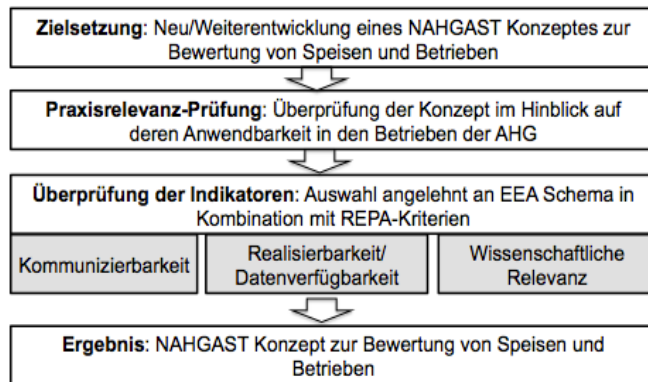 Zielsetzung: Neu/Weiterentwicklung eines NAHGAST Konzeptes zur
Bewertung von Speisen und Betrieben
Praxisrelevanz-Prüfung: Überprüfung der Konzept im Hinblick auf
deren Anwendbarkeit in den Betrieben der AHG
Überprüfung der Indikatoren: Auswahl angelehnt an EEA Schema in
Kombination mit REPA-Kriterien
Kommunizierbarkeit
Realisierbarkeit/
Datenverfügbarkeit
Wissenschaftliche
Relevanz
Ergebnis: NAHGAST Konzept zur Bewertung von Speisen und
Betrieben